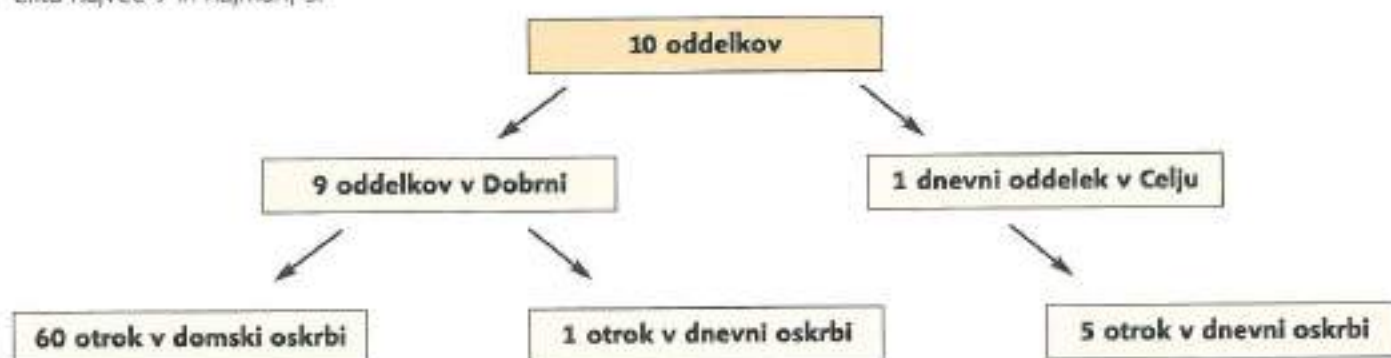 10 oddelkov
9 oddelkov v Dobrni
1 dnevni oddelek v Celju
60 otrok v domski oskrbi
1 otrok v dnevni oskrbi
5 otrok v dnevni oskrbi